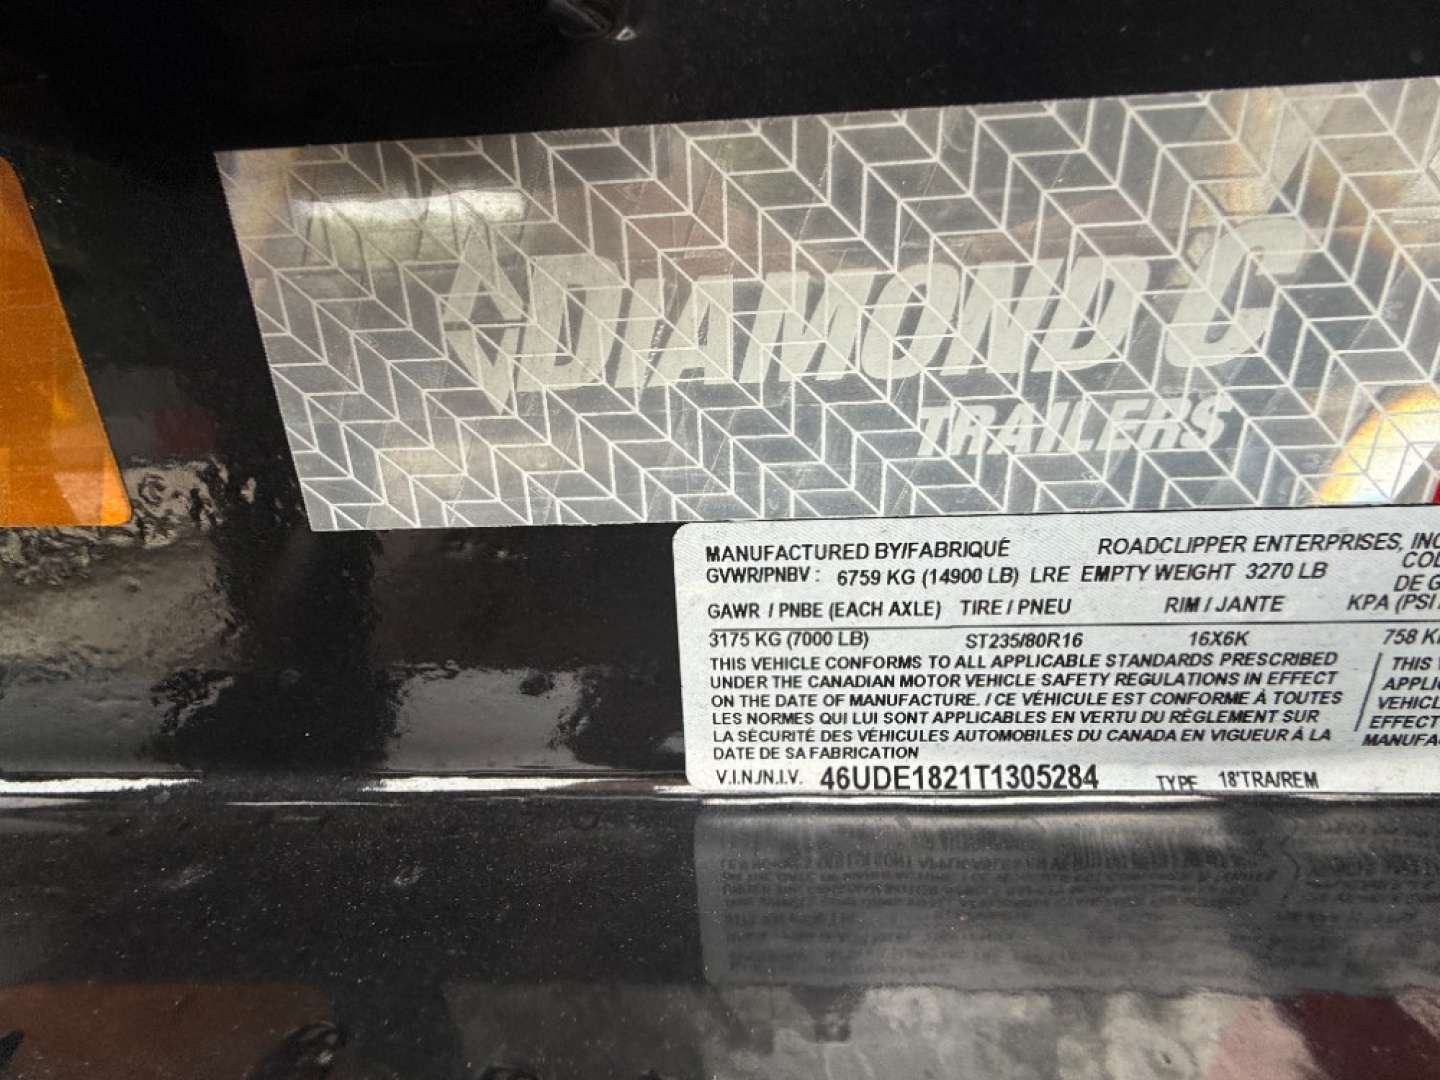 DIAMOND C
TRAILERS
MANUFACTURED BY/FABRIQUÉ ROADCLIPPER ENTERPRISES, INC
GVWR/PNBV : 6759 KG (14900 LB) LRE EMPTY WEIGHT 3270 LB
GAWR / PNBE (EACH AXLE) TIRE / PNEU RIM / JANTE KPA (PSI
3175 KG (7000 LB) ST235/80R16 16X6K 758
THIS VEHICLE CONFORMS TO ALL APPLICABLE STANDARDS PRESCRIBED
UNDER THE CANADIAN MOTOR VEHICLE SAFETY REGULATIONS IN EFFECT
ON THE DATE OF MANUFACTURE. / CE VÉHICULE EST CONFORME À TOUTES
LES NORMES QUI LUI SONT APPLICABLES EN VERTU DU RÈGLEMENT SUR
LA SÉCURITÉ DES VÉHICULES AUTOMOBILES DU CANADA EN VIGUEUR À LA
DATE DE SA FABRICATION
THIS
EFFECT
V.I.N./N.I.V. 46UDE1821T1305284 TYPE 18'TRA/REM